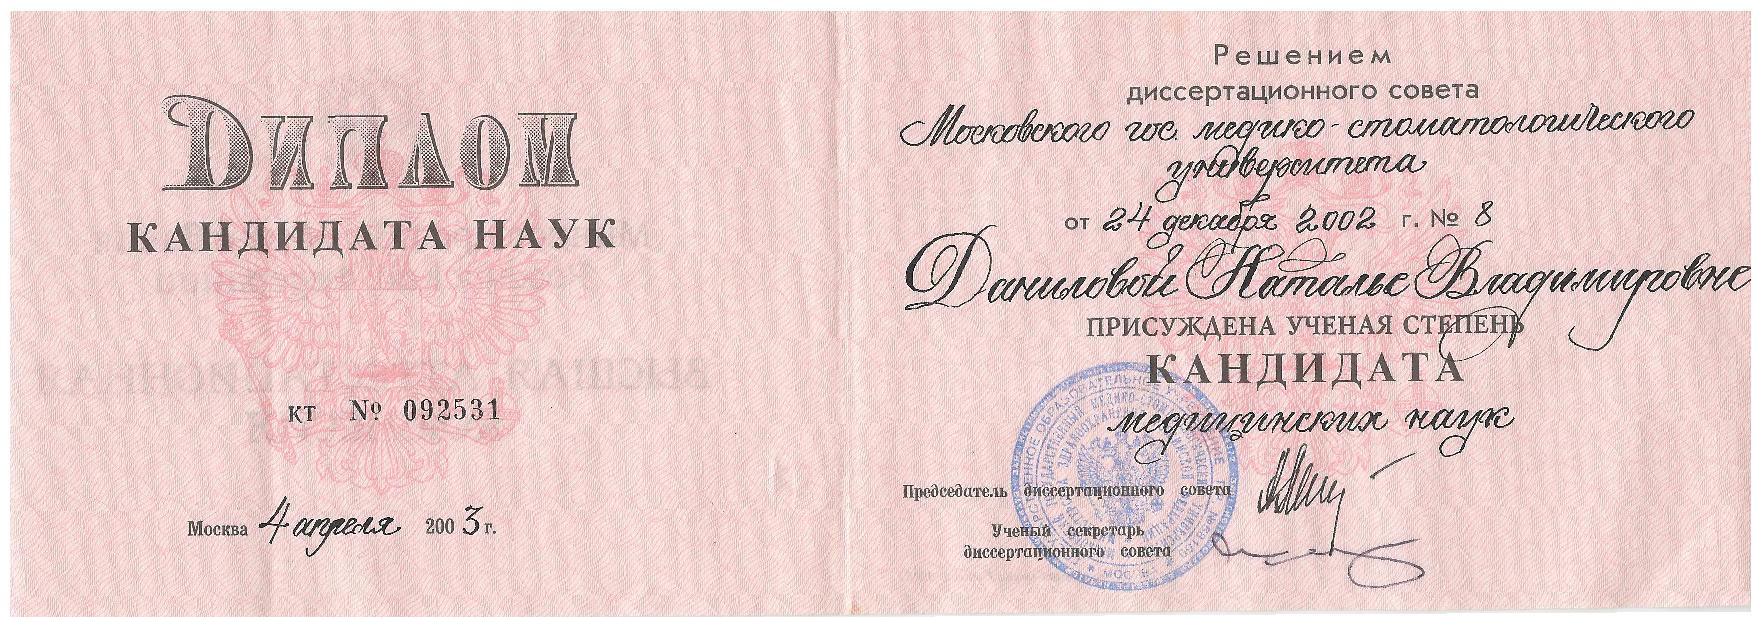 ДИПЛОМ
КАНДИДАТА НАУК
КТ № 092531
Москва 4 апреля 2003 г.
Решением
диссертационного совета
Московского гос. медико-стоматологического
университета
от 24 декабря 2002 г. № 8
Даниловой Наталье Владимировне
ПРИСУЖДЕНА УЧЕНАЯ СТЕПЕНЬ
КАНДИДАТА
медицинских наук
Председатель диссертационного совета
Ученый секретарь
диссертационного совета